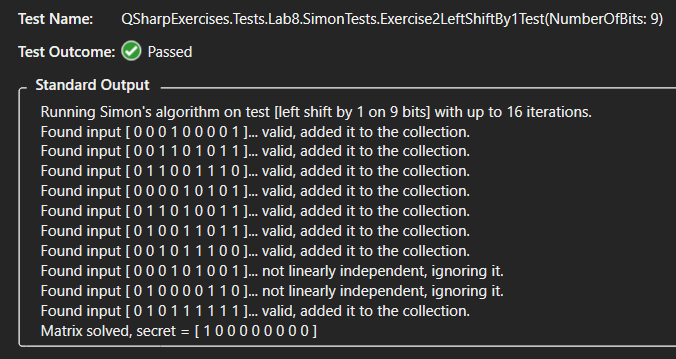 Test Name: QSharpExercises.Tests.Lab8.SimonTests.Exercise2LeftShiftBy1Test(NumberOfBits: 9)
Test Outcome: Passed
Standard Output
Running Simon's algorithm on test [left shift by 1 on 9 bits] with up to 16 iterations.
Found input [ 0 0 0 1 0 0 0 0 1 ]... valid, added it to the collection.
Found input [ 0 0 1 1 0 1 0 1 1 ]... valid, added it to the collection.
Found input [ 0 1 1 0 0 1 1 1 0 ]... valid, added it to the collection.
Found input [ 0 0 0 0 1 0 1 0 1 ]... valid, added it to the collection.
Found input [ 0 1 1 0 1 0 0 1 1 ]... valid, added it to the collection.
Found input [ 0 1 0 0 1 1 0 1 1 ]... valid, added it to the collection.
Found input [ 0 0 1 0 1 1 1 0 0 ]... valid, added it to the collection.
Found input [ 0 0 0 1 0 1 0 0 1 ]... not linearly independent, ignoring it.
Found input [ 0 1 0 0 0 0 1 1 0 ]... not linearly independent, ignoring it.
Found input [ 0 1 0 1 1 1 1 1 1 ]... valid, added it to the collection.
Matrix solved, secret = [ 1 0 0 0 0 0 0 0 0 ]